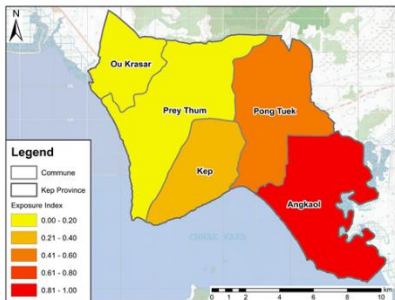 N
Ou Krasar
Prey Thum
Pong Tuek
Kep
Angkaol
Legend
Commune
Kep Province
Exposure Index
0.00 - 0.20
0.21 - 0.40
0.41 - 0.60
0.61 - 0.80
0.81 - 1.00
km
0 1 2 4 6 8 10